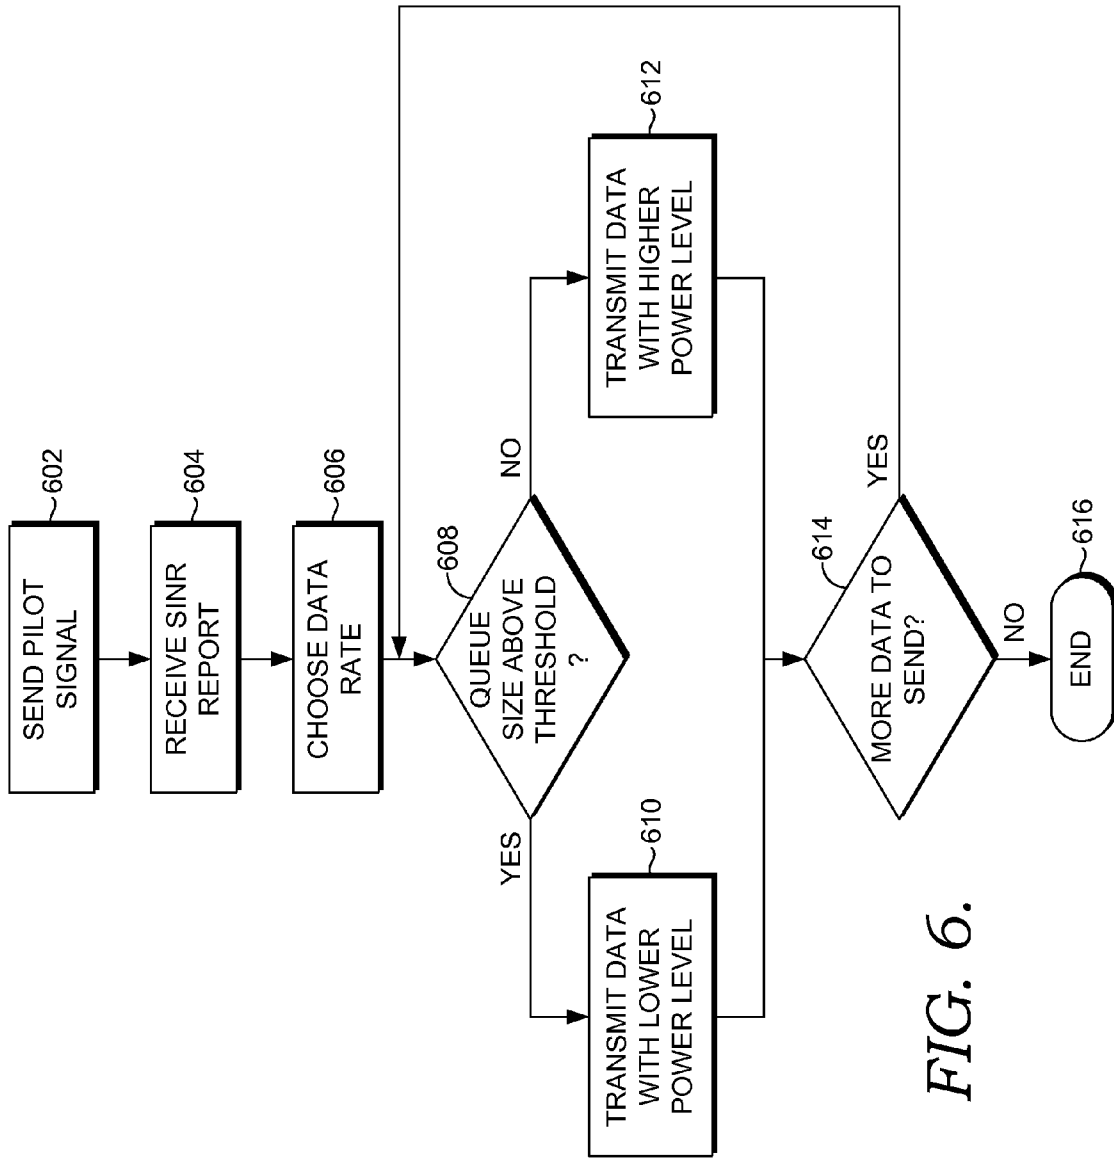 SEND PILOT
SIGNAL
602
RECEIVE SINR
REPORT
604
CHOOSE DATA
RATE
606
QUEUE
SIZE ABOVE
THRESHOLD
?
608
YES
NO
TRANSMIT DATA
WITH LOWER
POWER LEVEL
610
TRANSMIT DATA
WITH HIGHER
POWER LEVEL
612
MORE DATA TO
SEND?
614
YES
NO
END
616
FIG. 6.